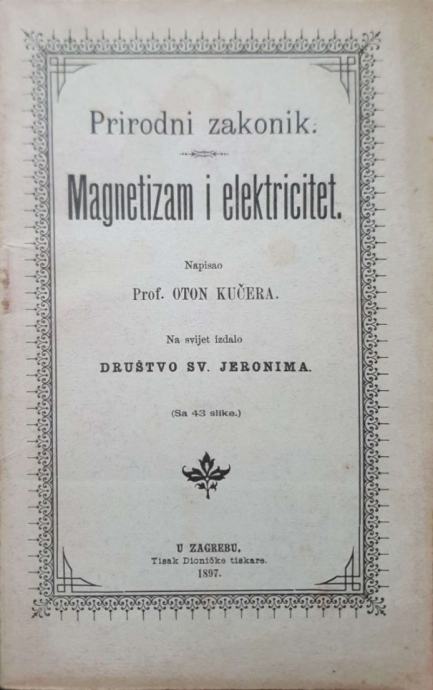 Prirodni zakonik.
Magnetizam i elektricitet.
Napisao
Prof. OTON KUČERA.
Na svijet izdalo
DRUŠTVO SV. JERONIMA.
(Sa 43 slike.)
U ZAGREBU,
Tisak Dioničke tiskare.
1897.